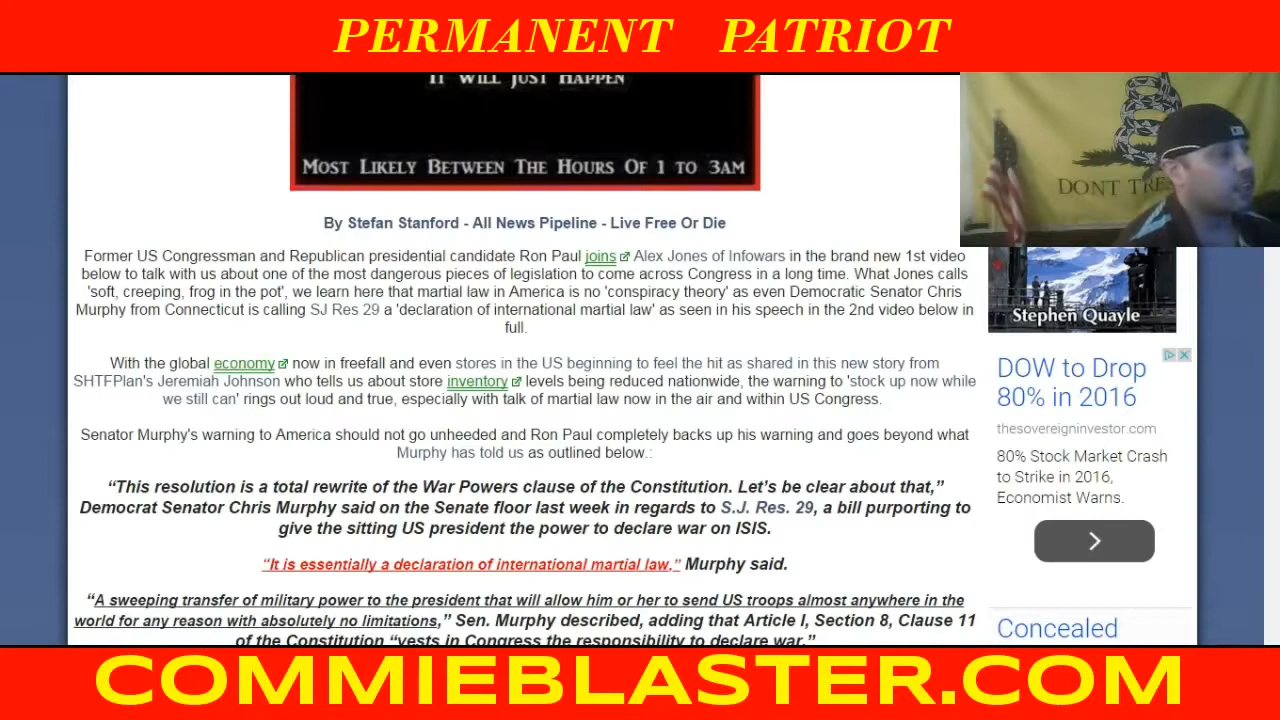 PERMANENT PATRIOT
IT WILL JUST HAPPEN
MOST LIKELY BETWEEN THE HOURS OF 1 TO 3AM
DONT TRE
By Stefan Stanford - All News Pipeline - Live Free Or Die
Former US Congressman and Republican presidential candidate Ron Paul joins Alex Jones of Infowars in the brand new 1st video
below to talk with us about one of the most dangerous pieces of legislation to come across Congress in a long time. What Jones calls
'soft, creeping, frog in the pot', we learn here that martial law in America is no 'conspiracy theory' as even Democratic Senator Chris
Murphy from Connecticut is calling SJ Res 29 a 'declaration of international martial law' as seen in his speech in the 2nd video below in
full.
With the global economy now in freefall and even stores in the US beginning to feel the hit as shared in this new story from
SHTFPlan's Jeremiah Johnson who tells us about store inventory levels being reduced nationwide, the warning to 'stock up now while
we still can' rings out loud and true, especially with talk of martial law now in the air and within US Congress.
Senator Murphy's warning to America should not go unheeded and Ron Paul completely backs up his warning and goes beyond what
Murphy has told us as outlined below.:
“This resolution is a total rewrite of the War Powers clause of the Constitution. Let’s be clear about that,”
Democrat Senator Chris Murphy said on the Senate floor last week in regards to S.J. Res. 29, a bill purporting to
give the sitting US president the power to declare war on ISIS.
“It is essentially a declaration of international martial law,” Murphy said.
“A sweeping transfer of military power to the president that will allow him or her to send US troops almost anywhere in the
world for any reason with absolutely no limitations,” Sen. Murphy described, adding that Article I, Section 8, Clause 11
of the Constitution “vests in Congress the responsibility to declare war.”
Stephen Quayle
DOW to Drop
80% in 2016
thesovereigninvestor.com
80% Stock Market Crash
to Strike in 2016,
Economist Warns.
Concealed
COMMIEBLASTER.COM